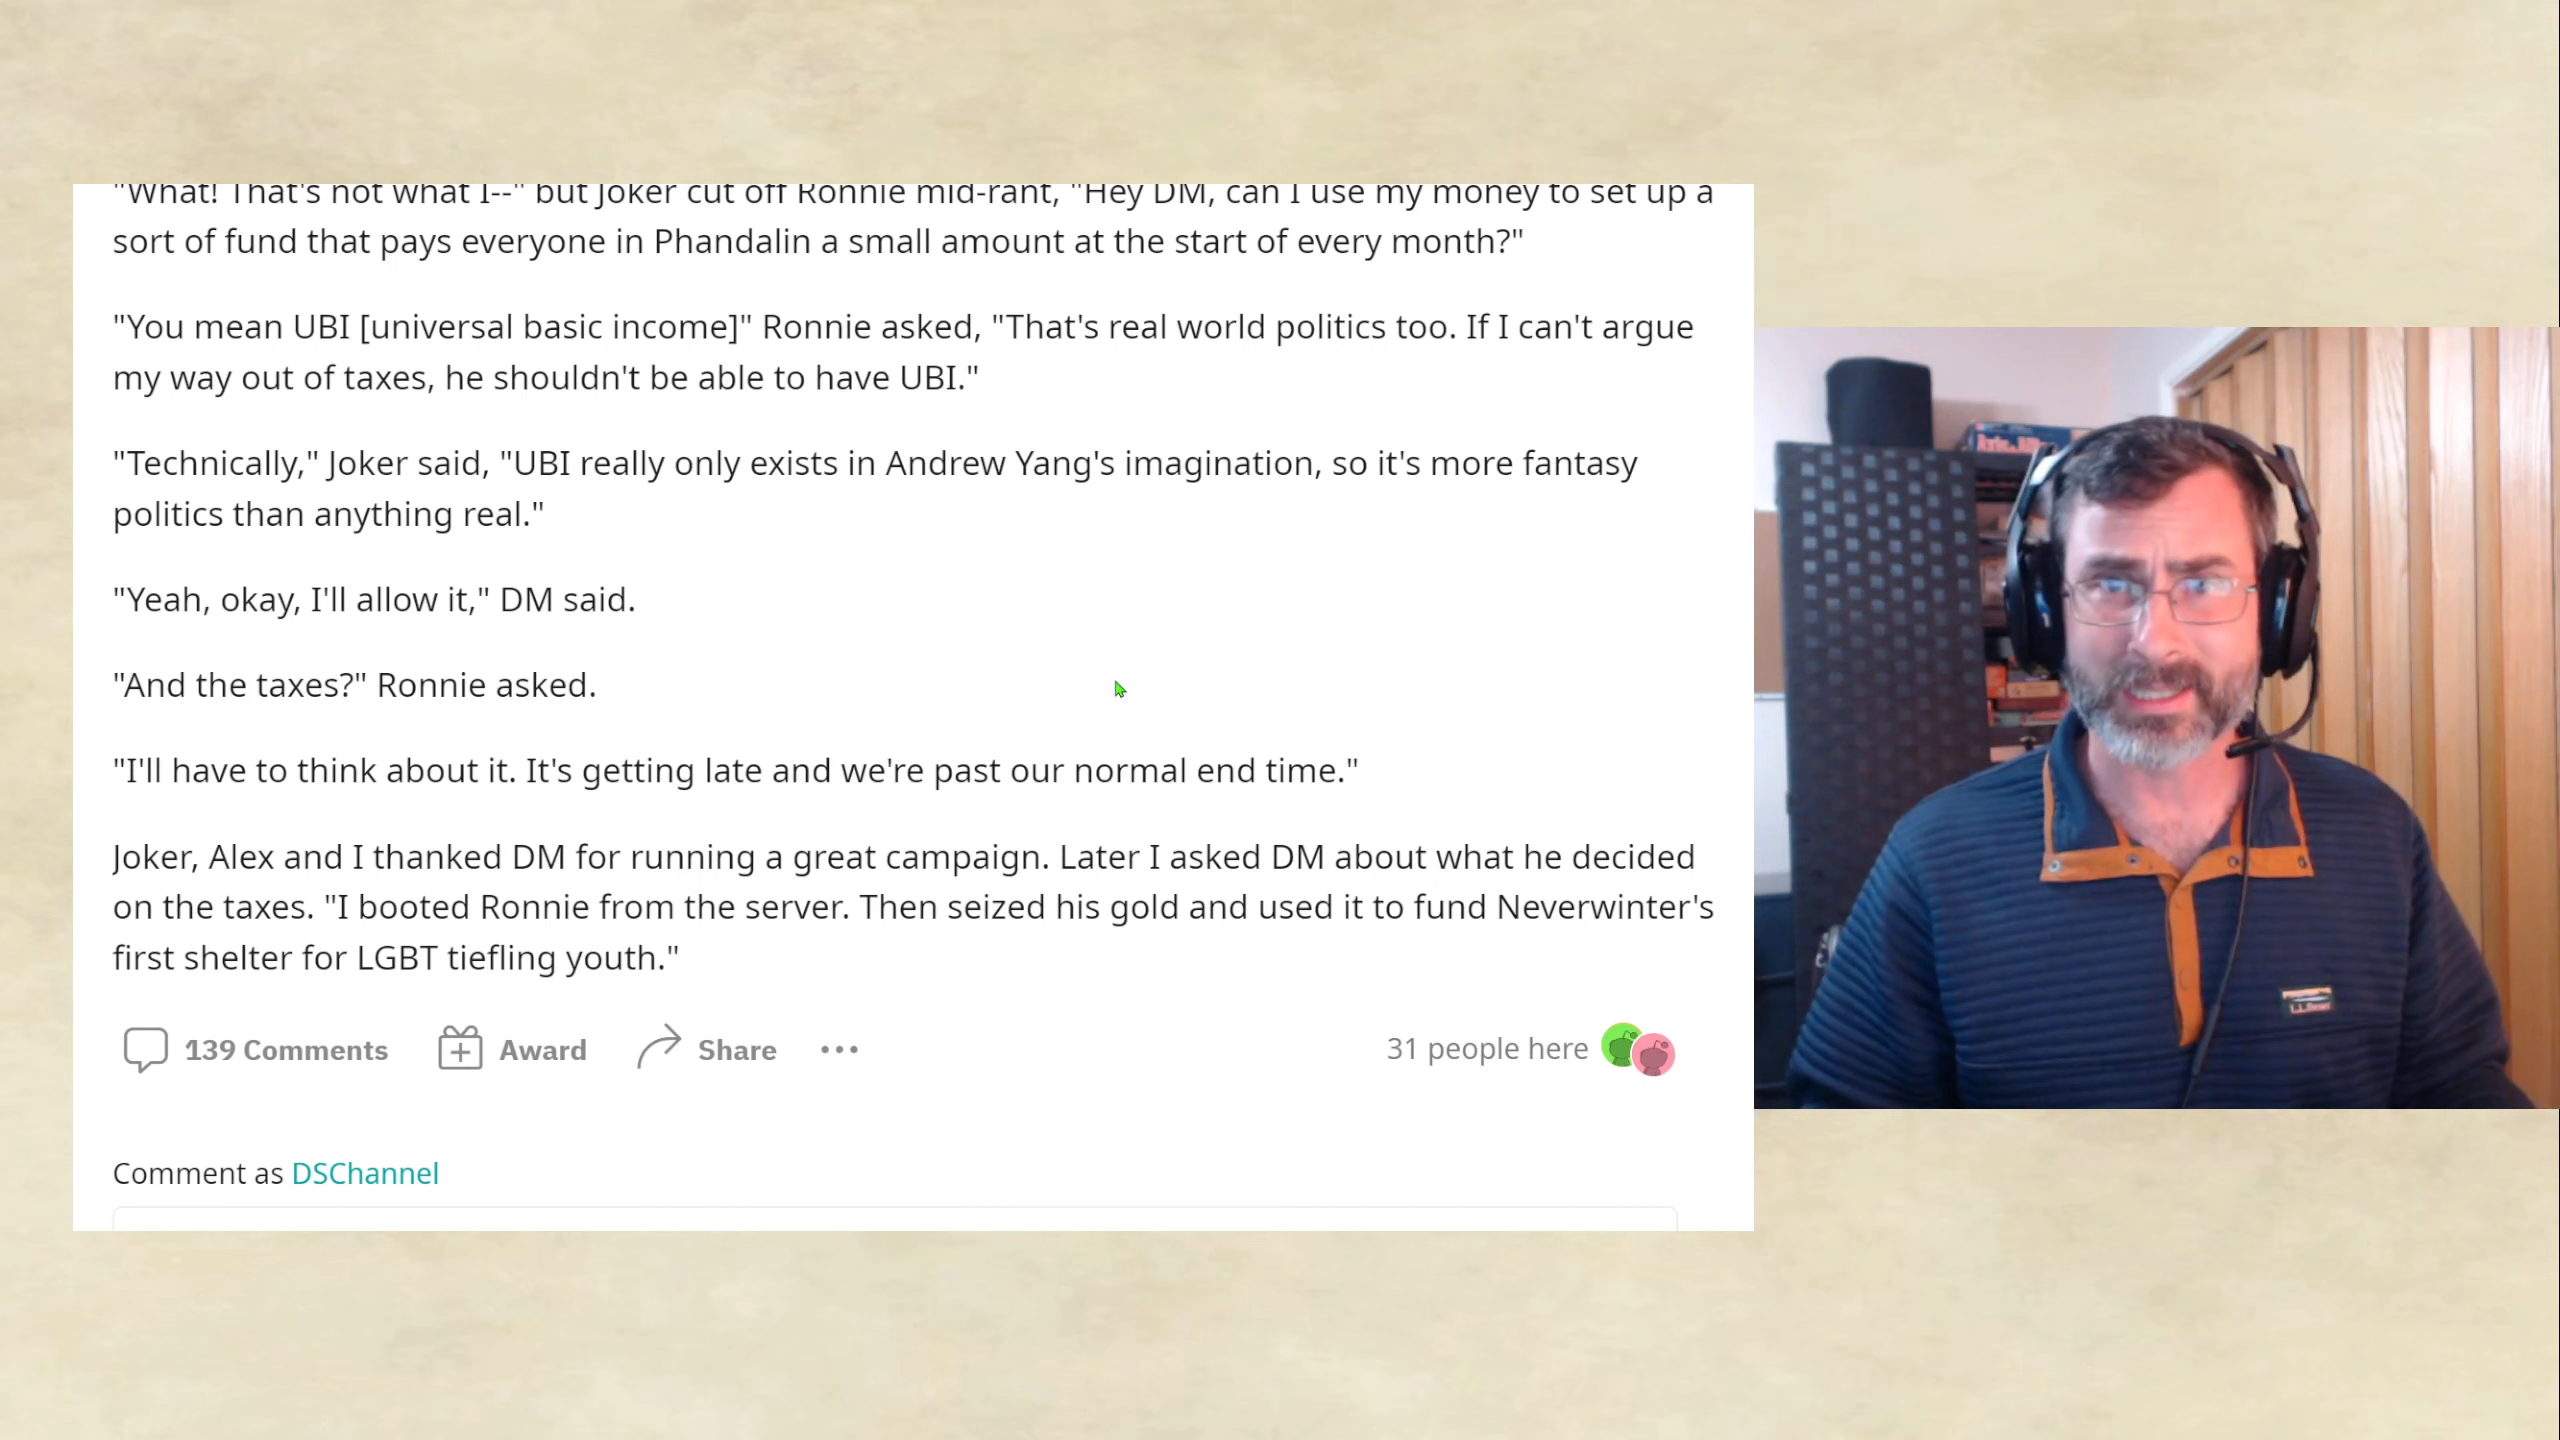 "What! That's not what I--" but Joker cut off Ronnie mid-rant, "Hey DM, can I use my money to set up a
sort of fund that pays everyone in Phandalin a small amount at the start of every month?"
"You mean UBI [universal basic income]" Ronnie asked, "That's real world politics too. If I can't argue
my way out of taxes, he shouldn't be able to have UBI."
"Technically," Joker said, "UBI really only exists in Andrew Yang's imagination, so it's more fantasy
politics than anything real."
"Yeah, okay, I'll allow it," DM said.
"And the taxes?" Ronnie asked.
"I'll have to think about it. It's getting late and we're past our normal end time."
Joker, Alex and I thanked DM for running a great campaign. Later I asked DM about what he decided
on the taxes. "I booted Ronnie from the server. Then seized his gold and used it to fund Neverwinter's
first shelter for LGBT tiefling youth."
139 Comments
Award
Share
31 people here
Comment as DSChannel
L.L.Bean